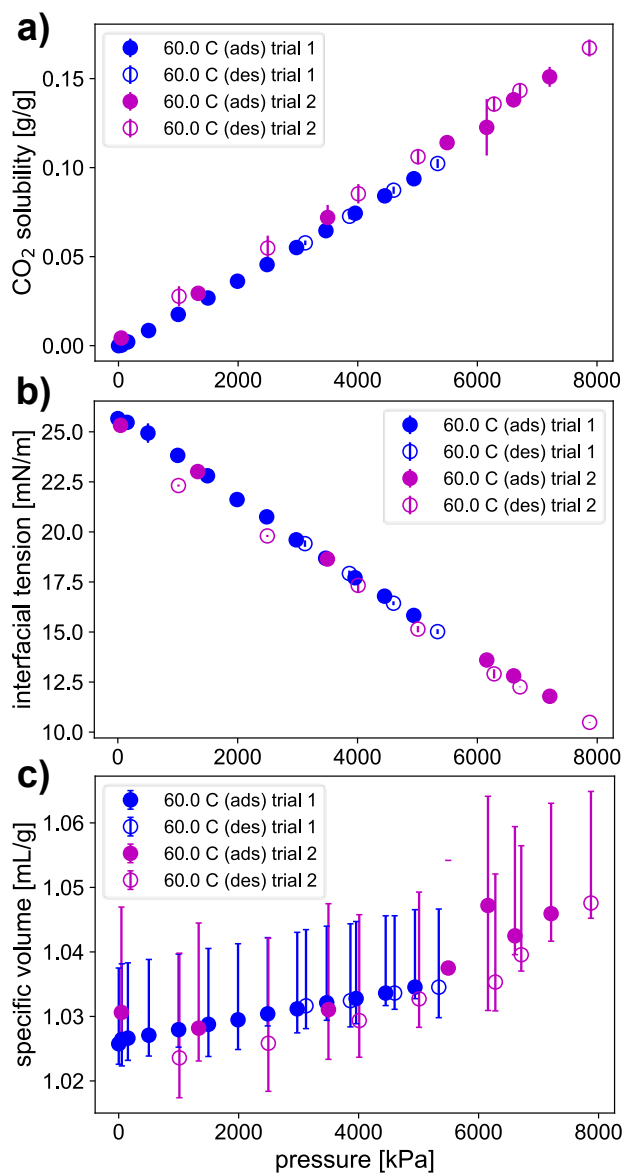 a)
60.0 C (ads) trial 1
60.0 C (des) trial 1
60.0 C (ads) trial 2
60.0 C (des) trial 2
CO₂ solubility [g/g]
0.15
0.10
0.05
0.00
0 2000 4000 6000 8000
b)
60.0 C (ads) trial 1
60.0 C (des) trial 1
60.0 C (ads) trial 2
60.0 C (des) trial 2
interfacial tension [mN/m]
25.0
22.5
20.0
17.5
15.0
12.5
10.0
0 2000 4000 6000 8000
c)
60.0 C (ads) trial 1
60.0 C (des) trial 1
60.0 C (ads) trial 2
60.0 C (des) trial 2
specific volume [mL/g]
1.06
1.05
1.04
1.03
1.02
0 2000 4000 6000 8000
pressure [kPa]